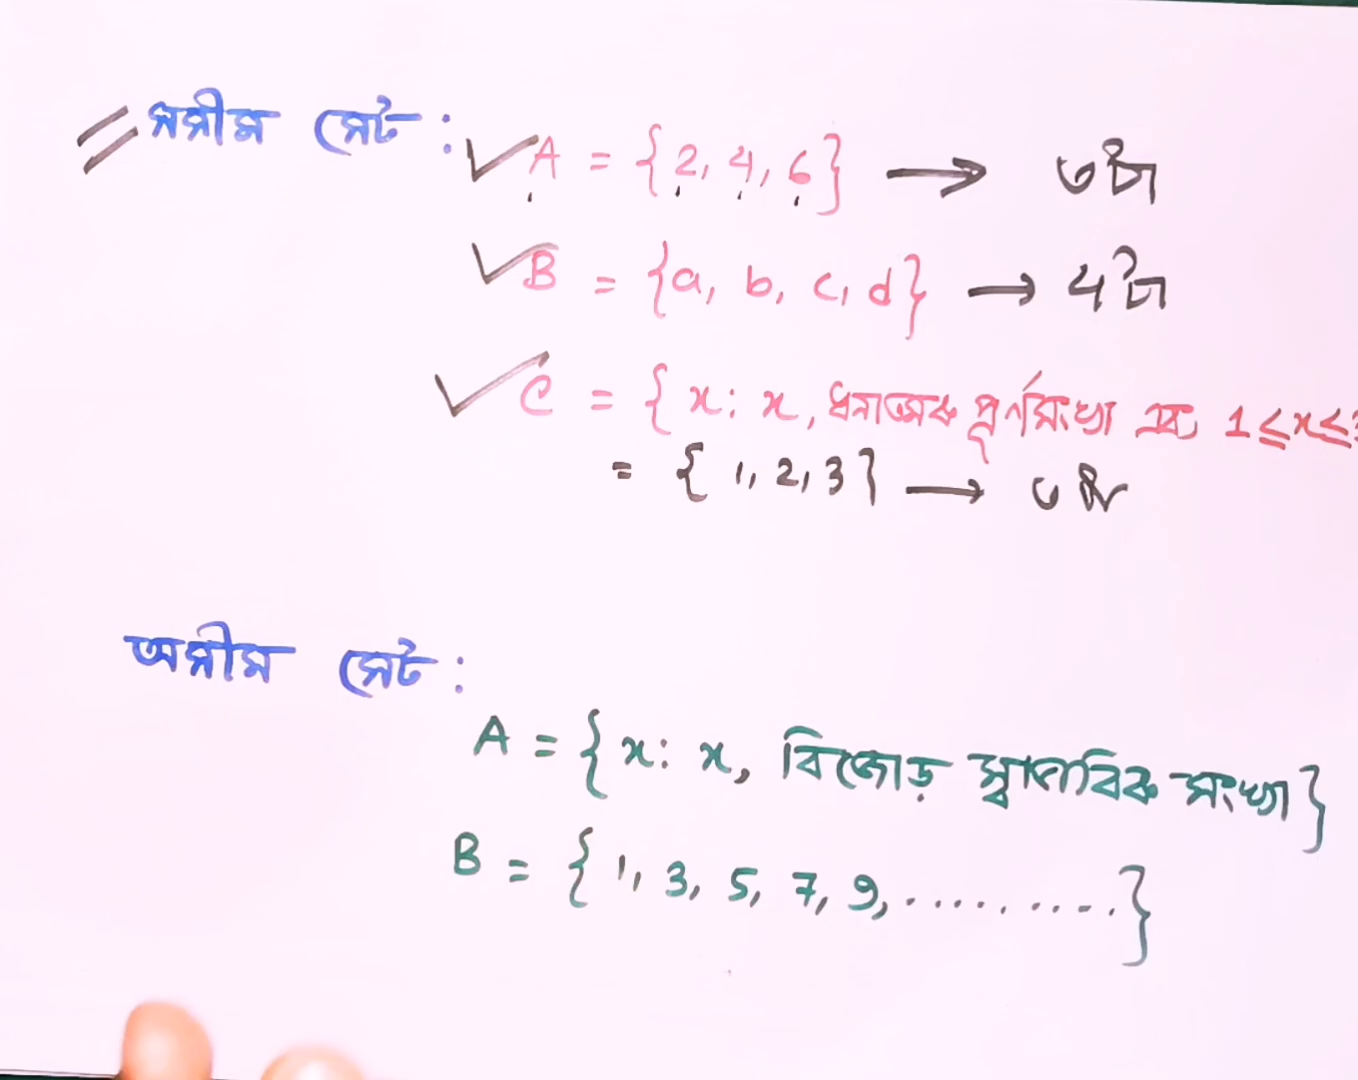 সসীম সেট : A = {2, 4, 6} → ৩টা
B = {a, b, c, d} → 4টা
C = {x : x, ধনাত্মক পূর্ণসংখ্যা এবং 1 ≤ x ≤
= {1, 2, 3} → ৩টা
অসীম সেট :
A = {x : x, বিজোড় স্বাভাবিক সংখ্যা}
B = {1, 3, 5, 7, 9, ..........}